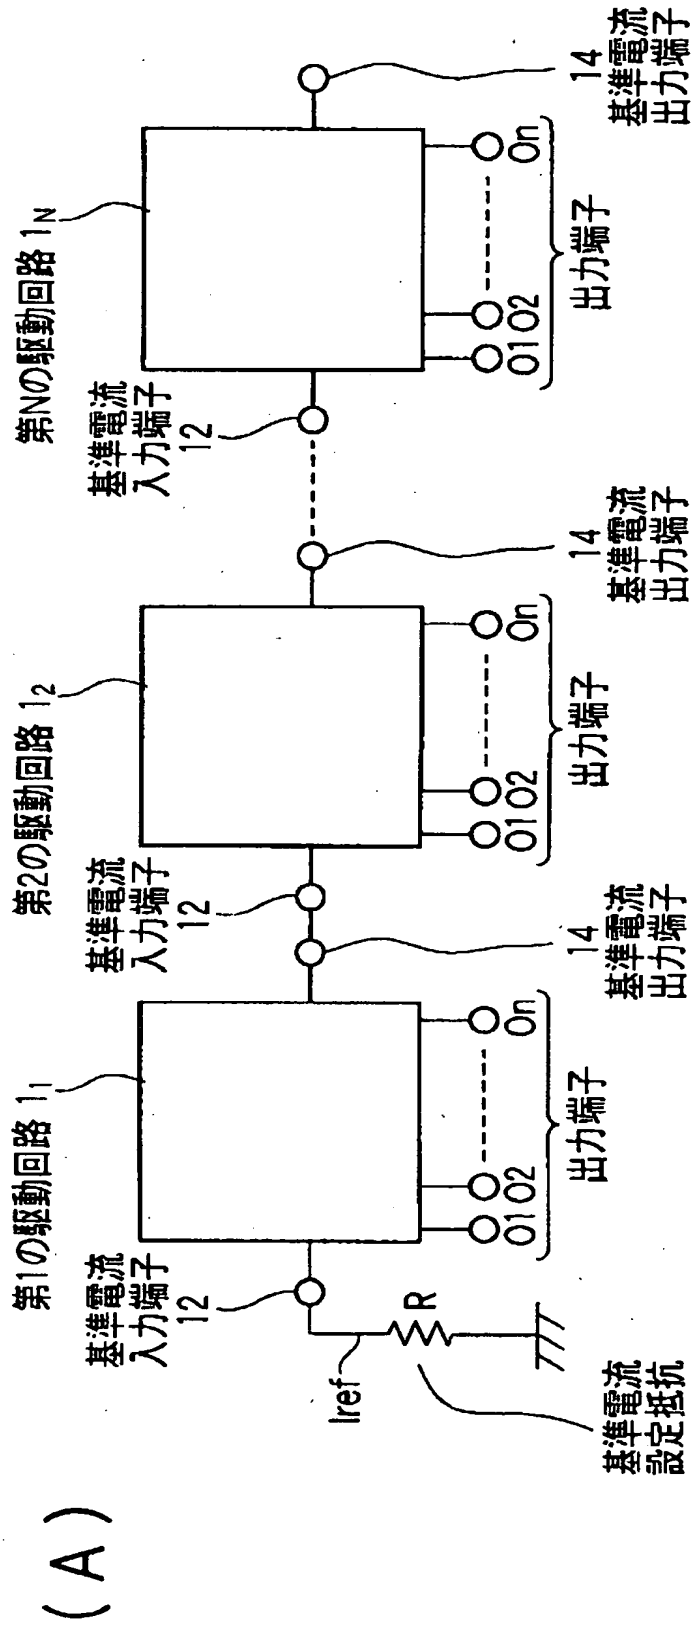 (A)
第1の駆動回路 1₁
第2の駆動回路 1₂
第Nの駆動回路 1N
基準電流
入力端子
12
基準電流
入力端子
12
基準電流
入力端子
12
Iref
R
基準電流
設定抵抗
O1 O2 On
出力端子
14
基準電流
出力端子
O1 O2 On
出力端子
14
基準電流
出力端子
O1 O2 On
出力端子
14
基準電流
出力端子